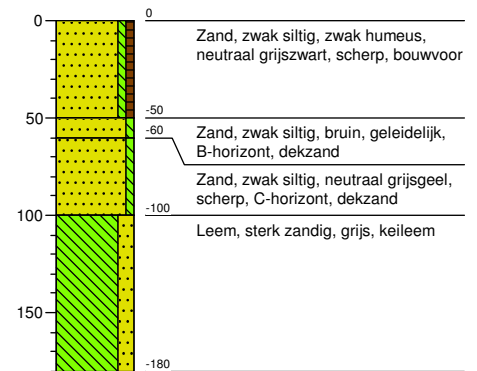 0
0
Zand, zwak siltig, zwak humeus,
neutraal grijszwart, scherp, bouwvoor
50
-50
-60
Zand, zwak siltig, bruin, geleidelijk,
B-horizont, dekzand
Zand, zwak siltig, neutraal grijsgeel,
scherp, C-horizont, dekzand
100
-100
Leem, sterk zandig, grijs, keileem
150
-180